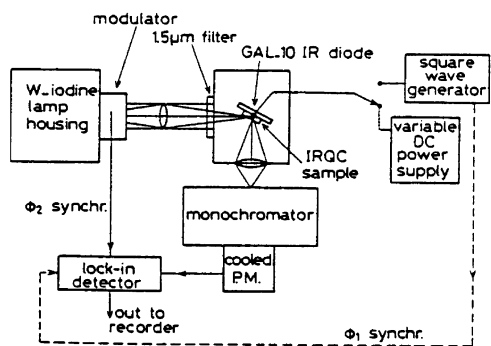 modulator
1.5μm filter
GAL-10 IR diode
W-iodine
lamp
housing
square
wave
generator
variable
DC
power
supply
IRQC
sample
Φ2 synchr.
monochromator
cooled
P.M.
lock-in
detector
out to
recorder
Φ1 synchr.